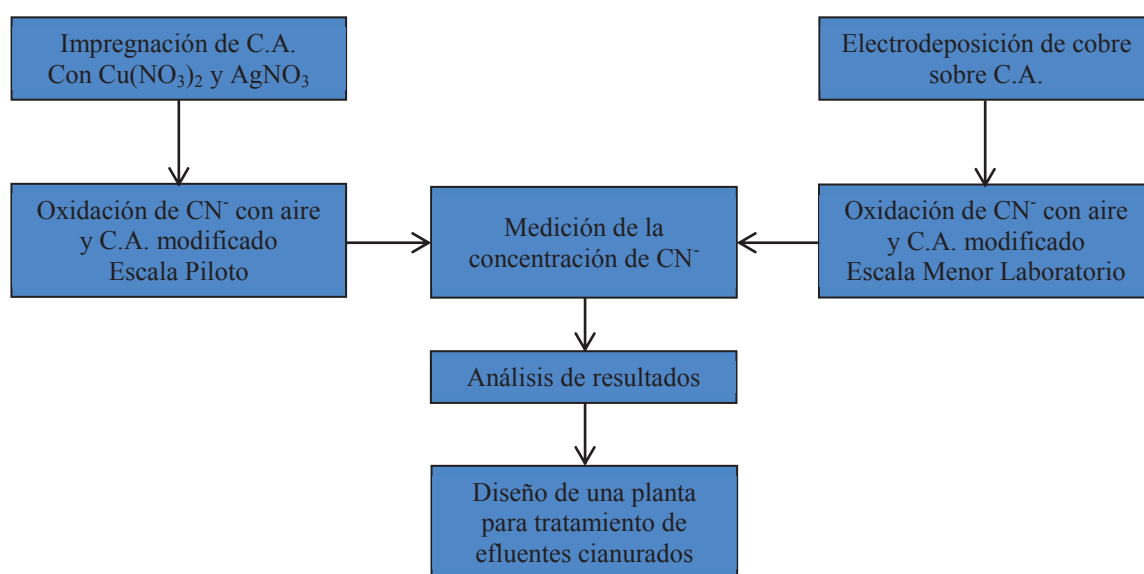 Impregnación de C.A.
Con Cu(NO₃)₂ y AgNO₃
Electrodeposición de cobre
sobre C.A.
Oxidación de CN⁻ con aire
y C.A. modificado
Escala Piloto
Medición de la
concentración de CN⁻
Oxidación de CN⁻ con aire
y C.A. modificado
Escala Menor Laboratorio
Análisis de resultados
Diseño de una planta
para tratamiento de
efluentes cianurados